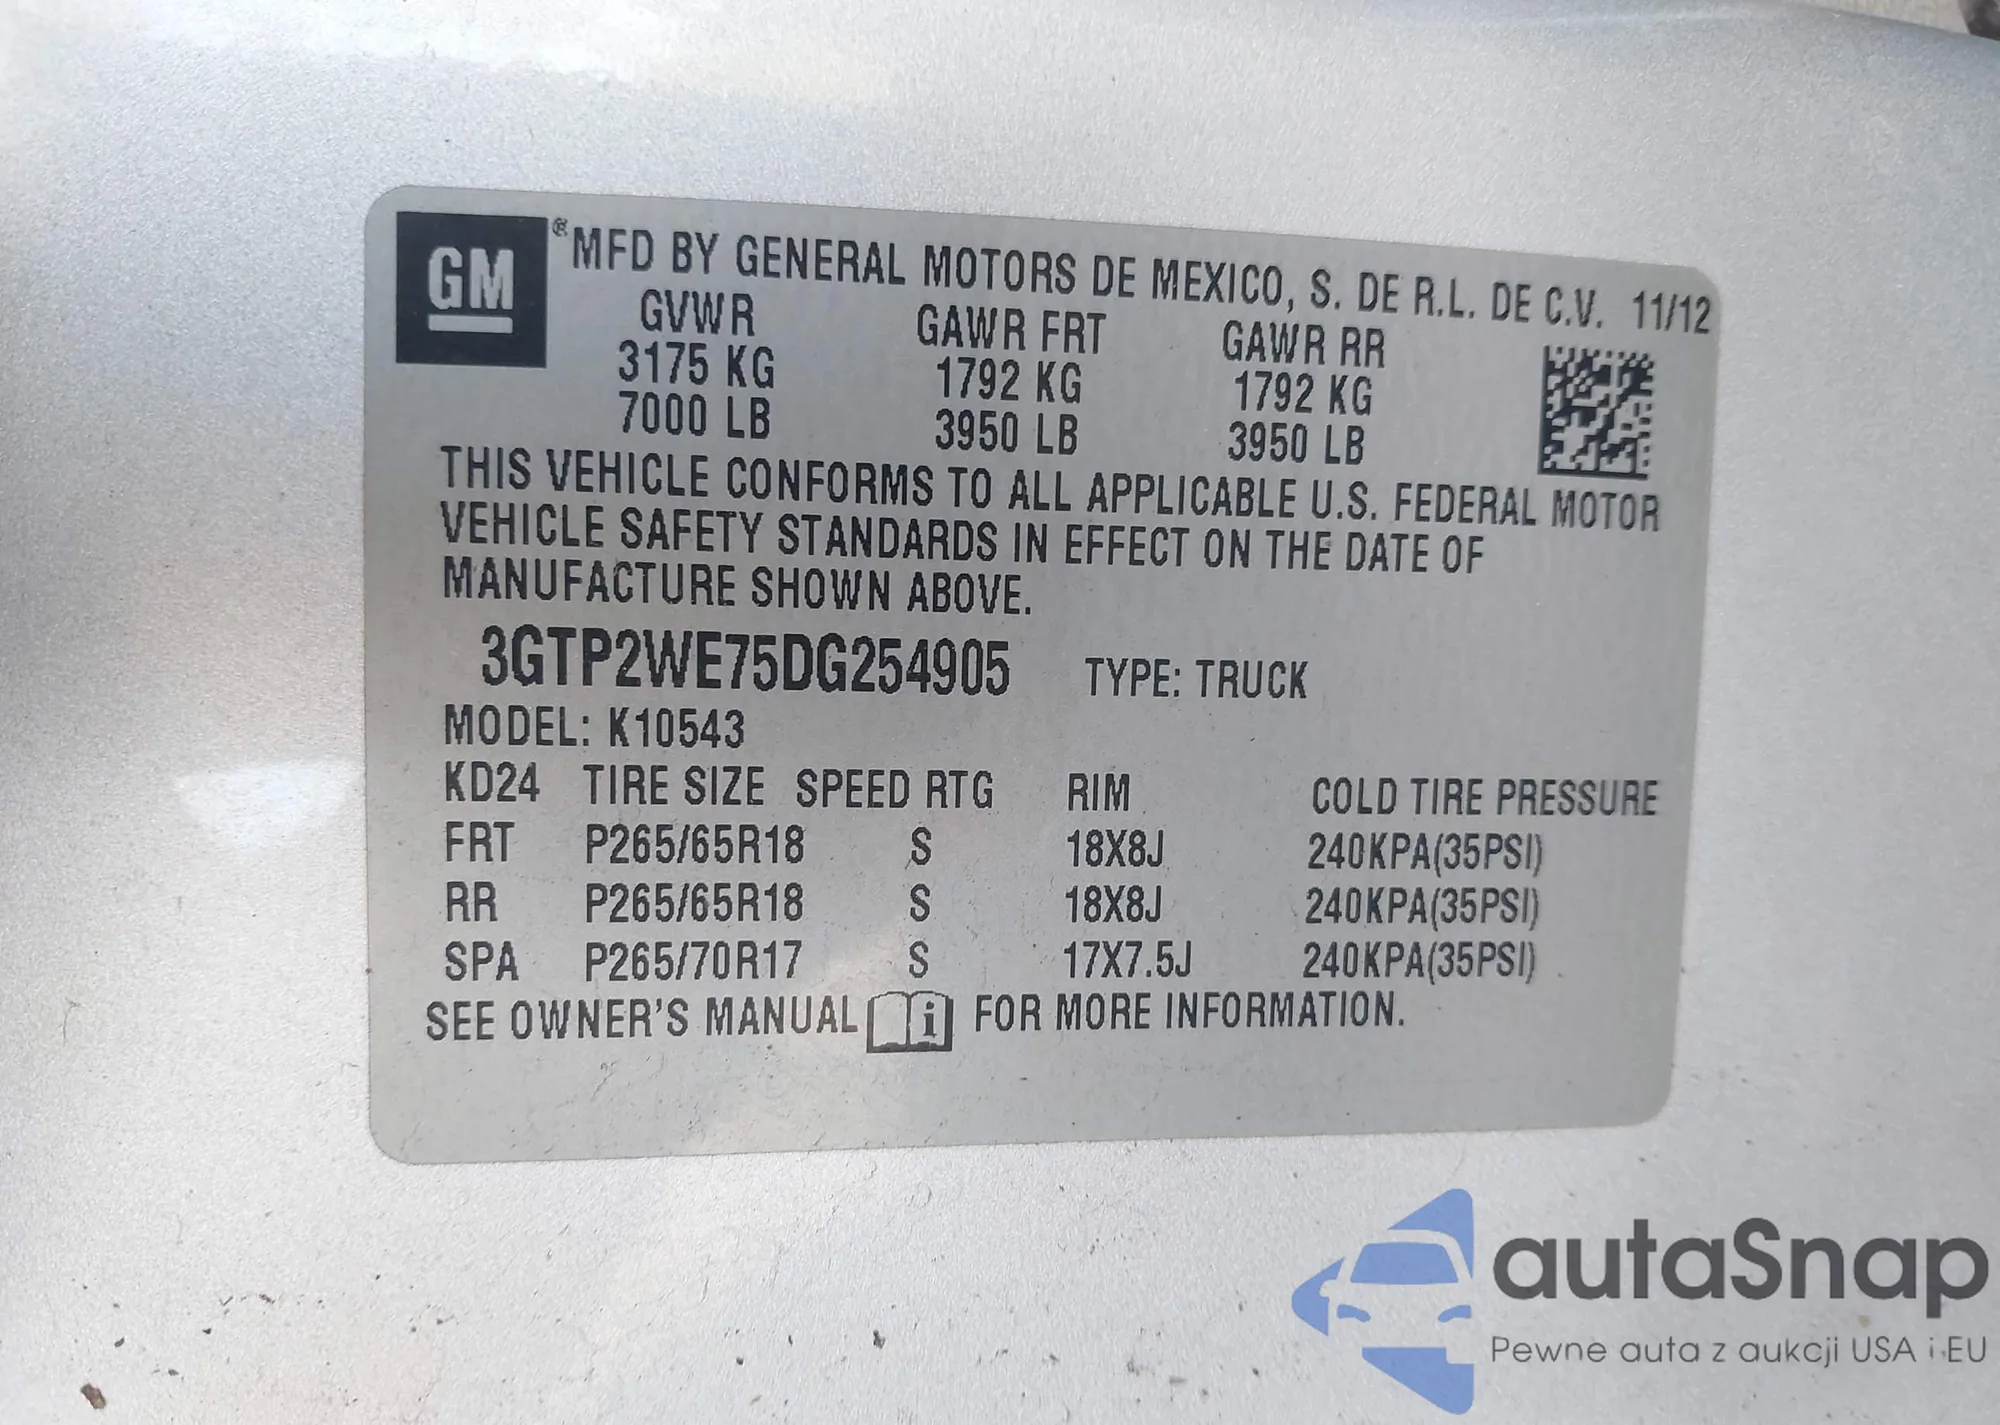 GM ® MFD BY GENERAL MOTORS DE MEXICO, S. DE R.L. DE C.V. 11/12
GVWR GAWR FRT GAWR RR
3175 KG 1792 KG 1792 KG
7000 LB 3950 LB 3950 LB
THIS VEHICLE CONFORMS TO ALL APPLICABLE U.S. FEDERAL MOTOR
VEHICLE SAFETY STANDARDS IN EFFECT ON THE DATE OF
MANUFACTURE SHOWN ABOVE.
3GTP2WE75DG254905 TYPE: TRUCK
MODEL: K10543
KD24 TIRE SIZE SPEED RTG RIM COLD TIRE PRESSURE
FRT P265/65R18 S 18X8J 240KPA(35PSI)
RR P265/65R18 S 18X8J 240KPA(35PSI)
SPA P265/70R17 S 17X7.5J 240KPA(35PSI)
SEE OWNER'S MANUAL i FOR MORE INFORMATION.
autaSnap
Pewne auta z aukcji USA i EU